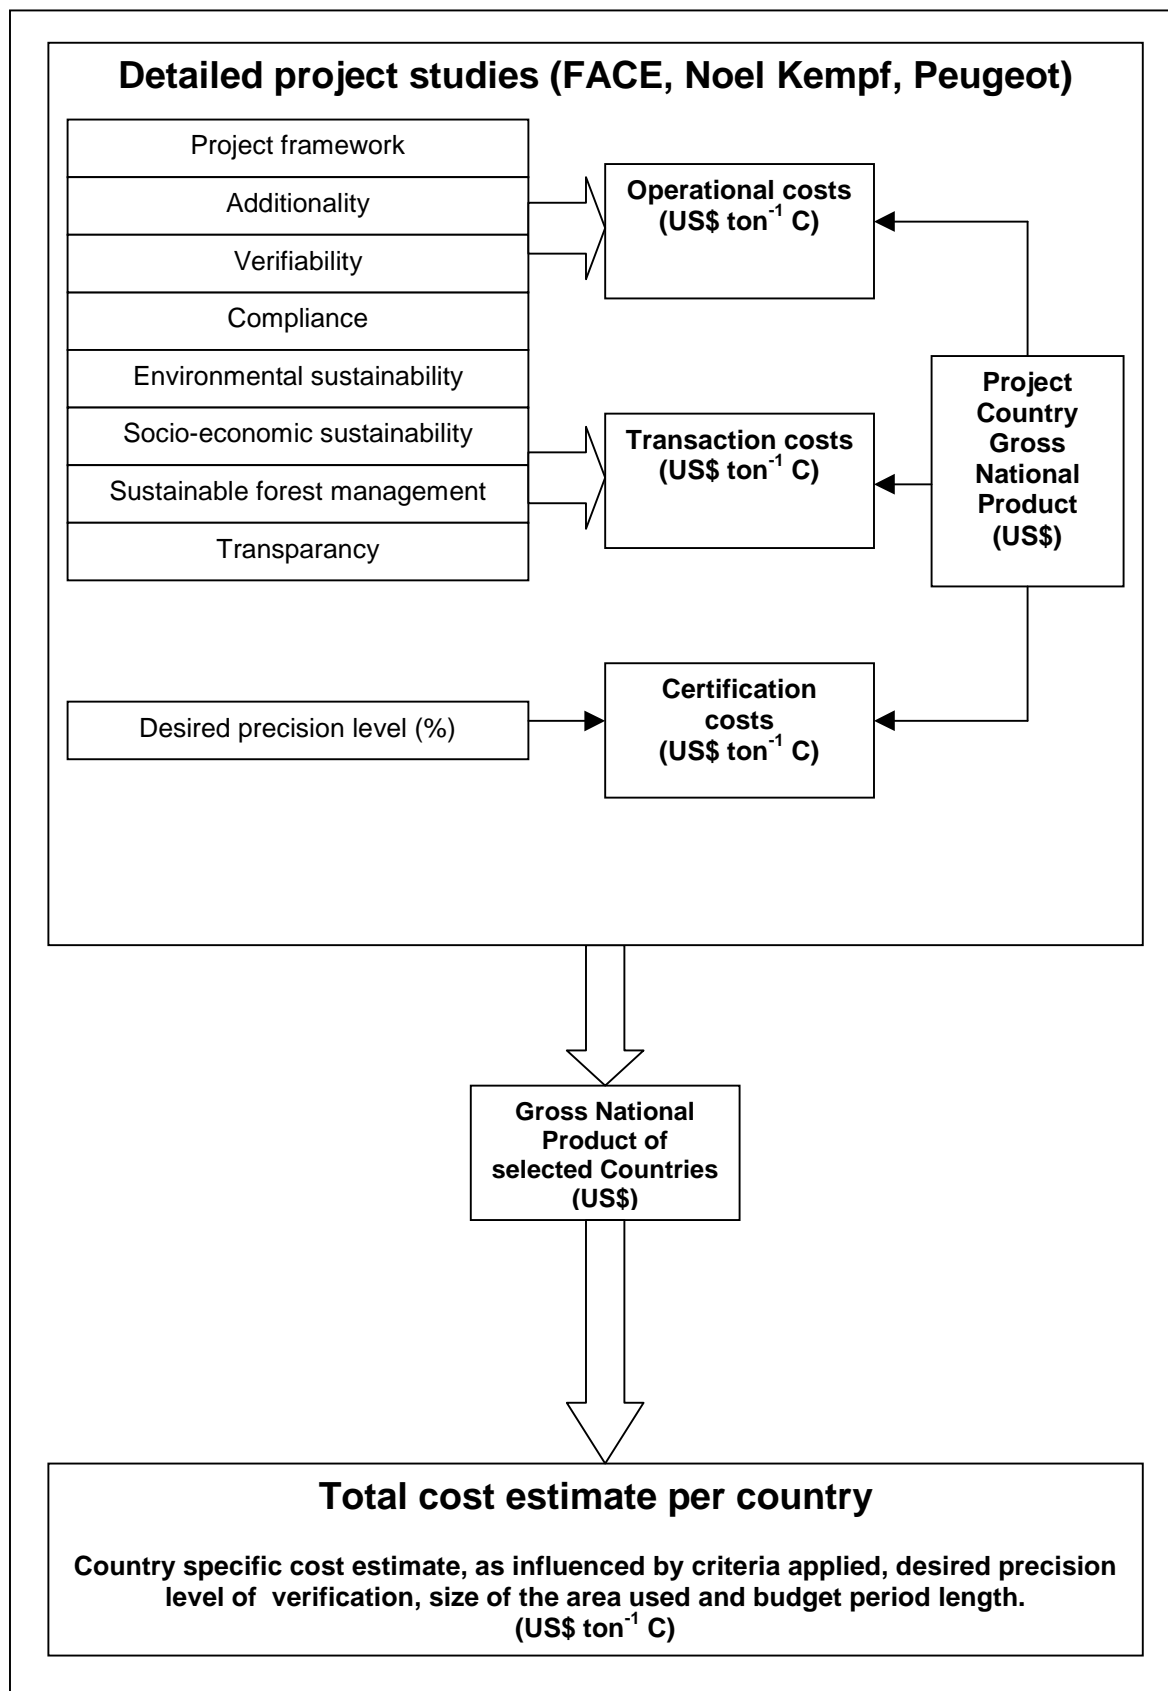 Detailed project studies (FACE, Noel Kempf, Peugeot)
Project framework
Additionality
Verifiability
Compliance
Environmental sustainability
Socio-economic sustainability
Sustainable forest management
Transparancy
Operational costs
(US$ ton⁻¹ C)
Transaction costs
(US$ ton⁻¹ C)
Project
Country
Gross
National
Product
(US$)
Desired precision level (%)
Certification
costs
(US$ ton⁻¹ C)
Gross National
Product of
selected Countries
(US$)
Total cost estimate per country
Country specific cost estimate, as influenced by criteria applied, desired precision
level of verification, size of the area used and budget period length.
(US$ ton⁻¹ C)